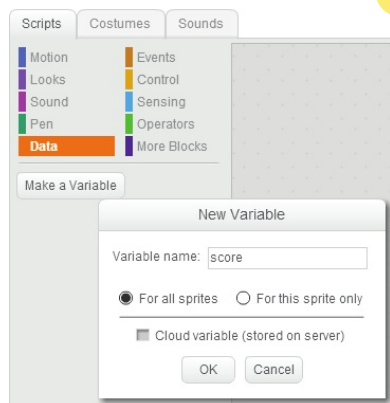 Scripts Costumes Sounds
Motion Events
Looks Control
Sound Sensing
Pen Operators
Data More Blocks
Make a Variable
New Variable
Variable name: score
For all sprites For this sprite only
Cloud variable (stored on server)
OK Cancel